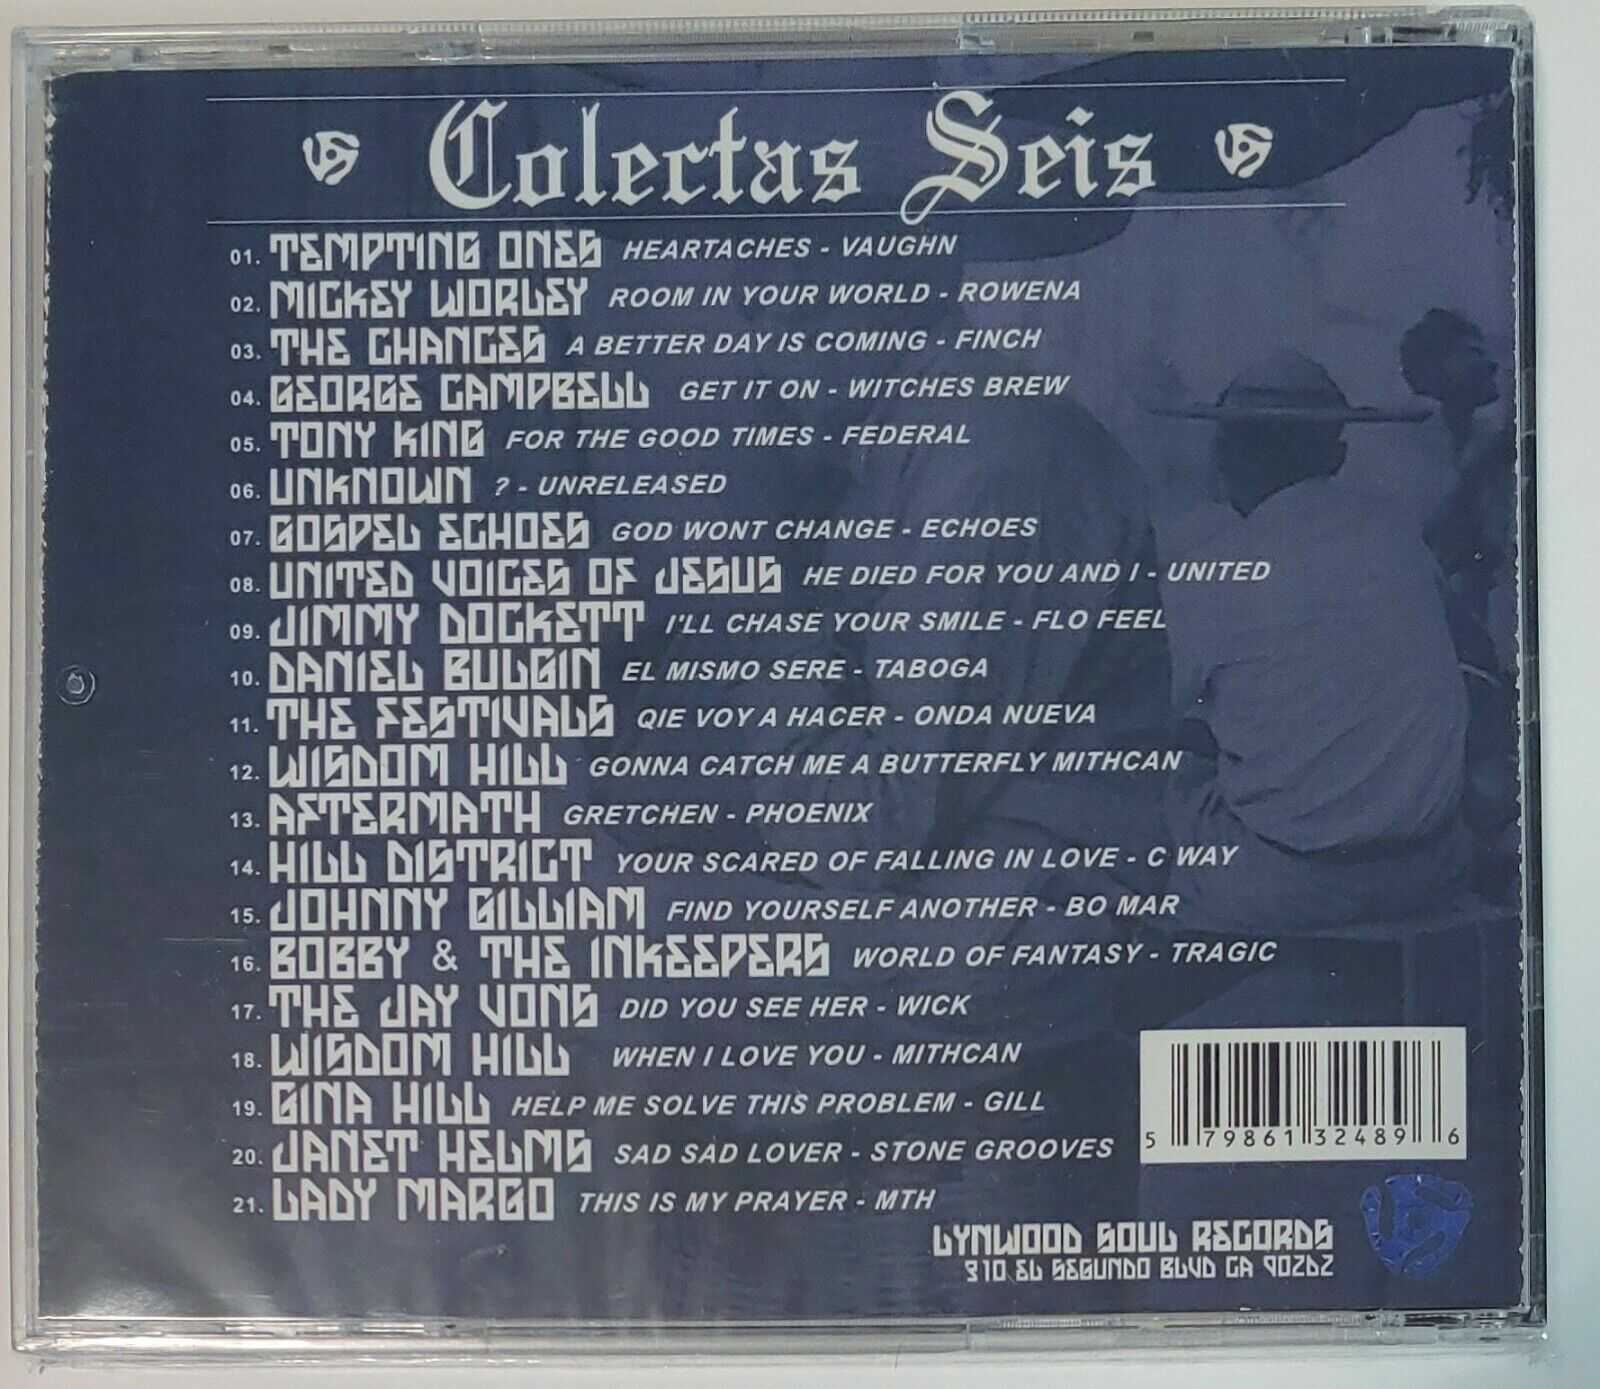 Colectas Seis
01. TEMPTING ONES HEARTACHES - VAUGHN
02. MICKEY WORLEY ROOM IN YOUR WORLD - ROWENA
03. THE CHANCES A BETTER DAY IS COMING - FINCH
04. GEORGE CAMPBELL GET IT ON - WITCHES BREW
05. TONY KING FOR THE GOOD TIMES - FEDERAL
06. UNKNOWN ? - UNRELEASED
07. GOSPEL ECHOES GOD WONT CHANGE - ECHOES
08. UNITED VOICES OF JESUS HE DIED FOR YOU AND I - UNITED
09. JIMMY DOCKETT I'LL CHASE YOUR SMILE - FLO FEEL
10. DANIEL BULGIN EL MISMO SERE - TABOGA
11. THE FESTIVALS QIE VOY A HACER - ONDA NUEVA
12. WISDOM HILL GONNA CATCH ME A BUTTERFLY MITHCAN
13. AFTERMATH GRETCHEN - PHOENIX
14. HILL DISTRICT YOUR SCARED OF FALLING IN LOVE - C WAY
15. JOHNNY GILLIAM FIND YOURSELF ANOTHER - BO MAR
16. BOBBY & THE INKEEPERS WORLD OF FANTASY - TRAGIC
17. THE JAY VONS DID YOU SEE HER - WICK
18. WISDOM HILL WHEN I LOVE YOU - MITHCAN
19. GINA HILL HELP ME SOLVE THIS PROBLEM - GILL
20. JANET HELMS SAD SAD LOVER - STONE GROOVES
21. LADY MARGO THIS IS MY PRAYER - MTH
5 79861 32489 6
LYNWOOD SOUL RECORDS
310 EL SEGUNDO BLVD CA 90262